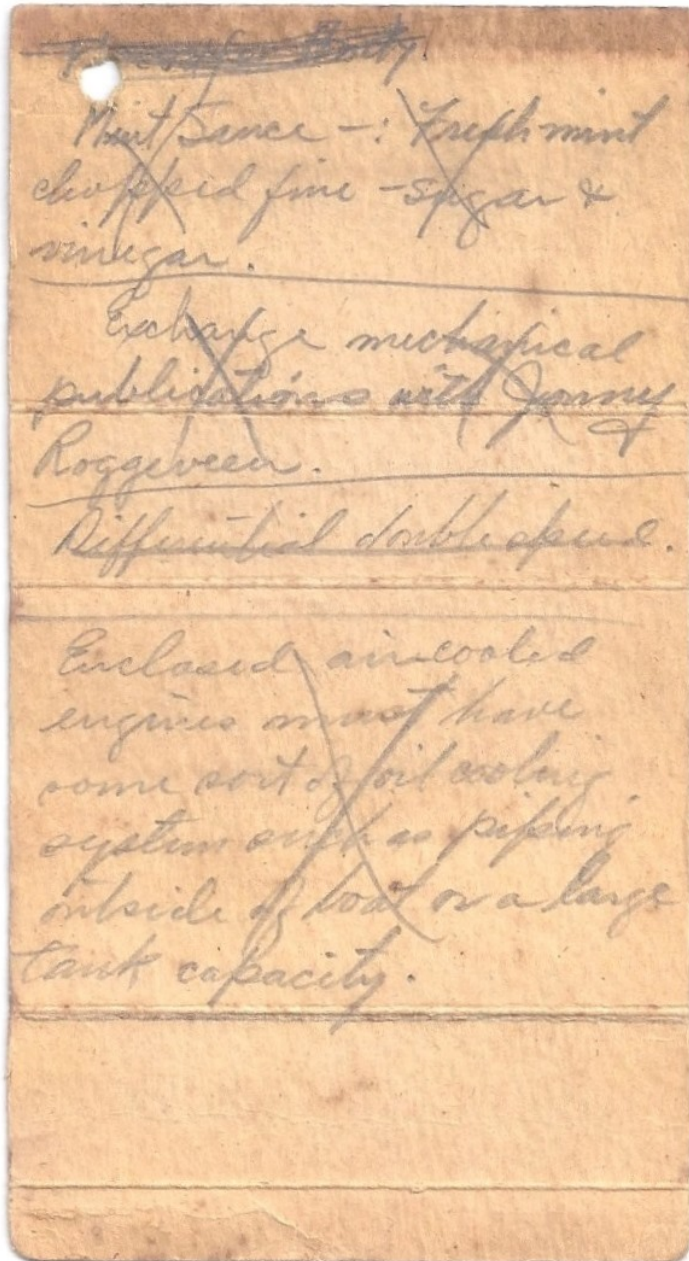 Mint Sauce -: Fresh mint
chopped fine - sugar &
vinegar.
Exchange mechanical
publications with Jonny
Roggeveen.
Differential double speed.
Enclosed air-cooled
engines must have
some sort of oil cooling
system such as piping
outside of boat or a large
tank capacity.